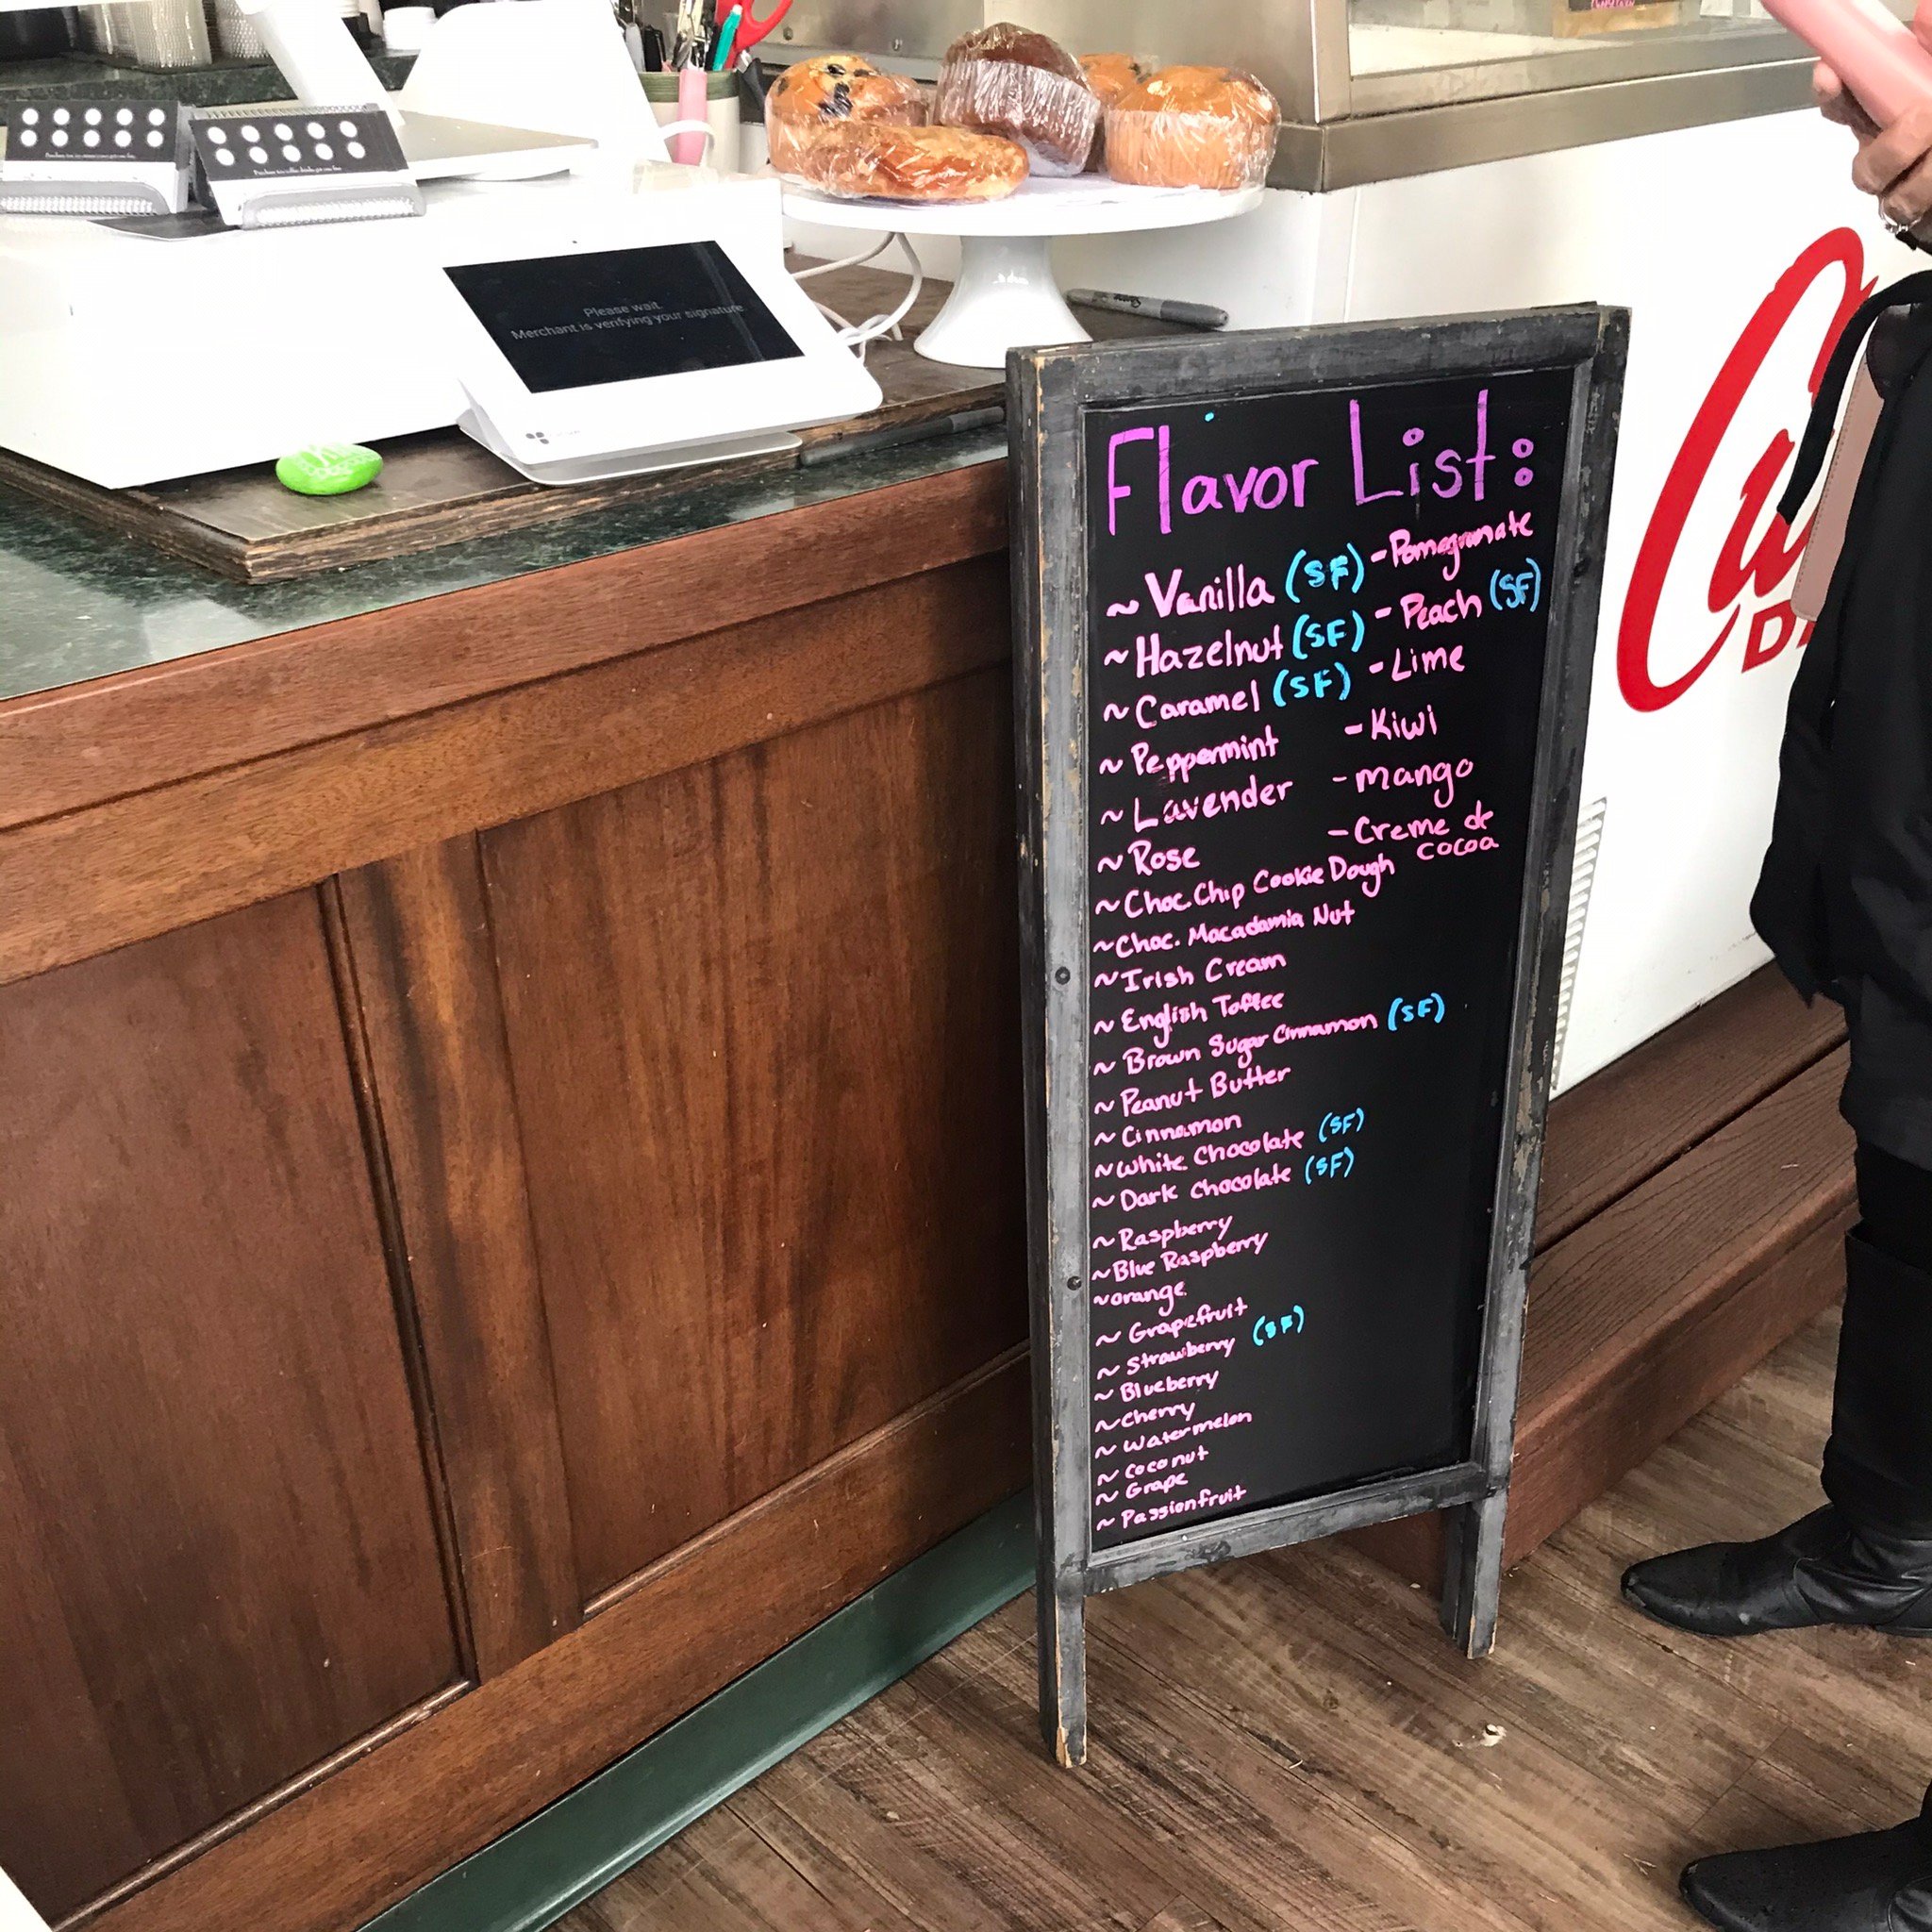 Please wait.
Merchant is verifying your signature
Flavor List:
~ Vanilla (SF)
~ Hazelnut (SF)
~ Caramel (SF)
~ Peppermint
~ Lavender
~ Rose
~ Choc. Chip Cookie Dough
~ Choc. Macadamia Nut
~ Irish Cream
~ English Toffee
~ Brown Sugar Cinnamon (SF)
~ Peanut Butter
~ Cinnamon
~ White Chocolate (SF)
~ Dark Chocolate (SF)
~ Raspberry
~ Blue Raspberry
~ orange
~ Grapefruit
~ Strawberry (SF)
~ Blueberry
~ Cherry
~ Watermelon
~ Coconut
~ Grape
~ Passionfruit
- Pomegranate
- Peach (SF)
- Lime
- Kiwi
- mango
- Creme de
cocoa